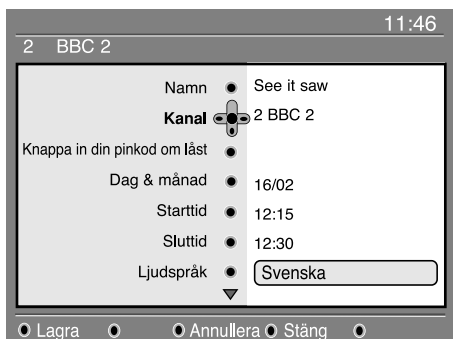 11:46
2 BBC 2
Namn See it saw
Kanal 2 BBC 2
Knappa in din pinkod om låst
Dag & månad 16/02
Starttid 12:15
Sluttid 12:30
Ljudspråk Svenska
Lagra Annullera Stäng